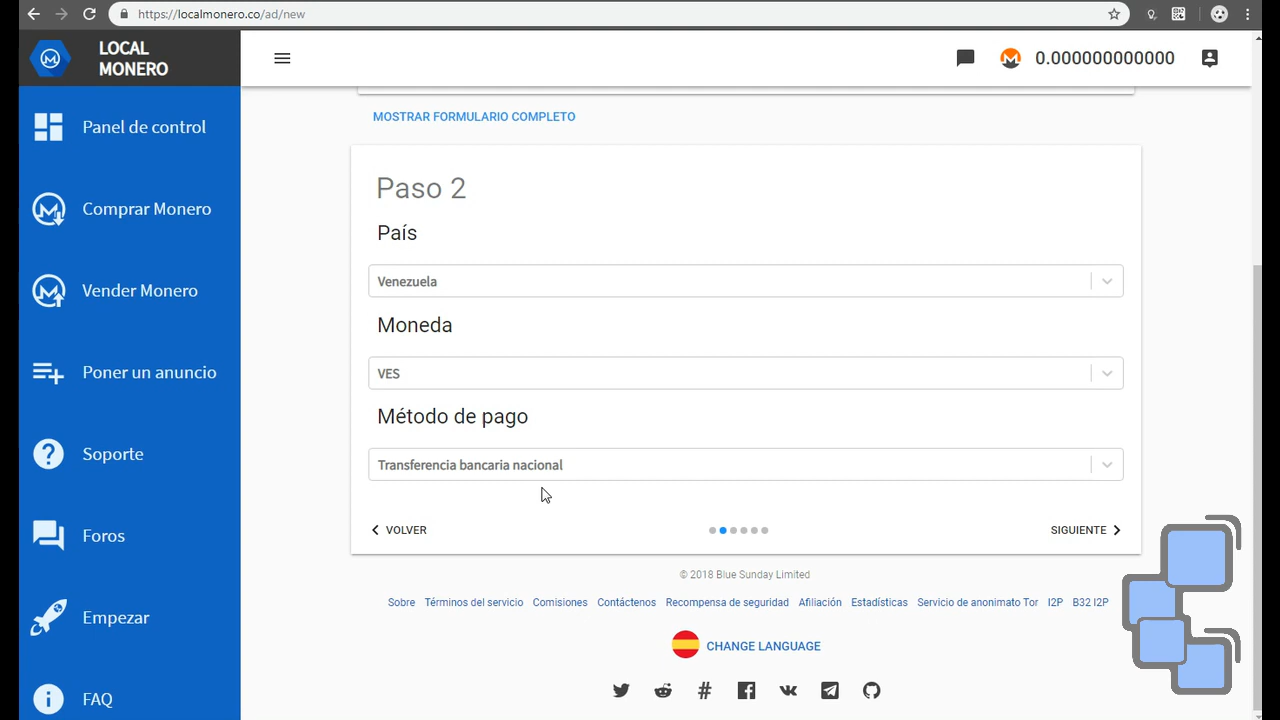 https://localmonero.co/ad/new
LOCAL
MONERO
0.000000000000
Panel de control
Comprar Monero
Vender Monero
Poner un anuncio
Soporte
Foros
Empezar
FAQ
MOSTRAR FORMULARIO COMPLETO
Paso 2
País
Venezuela
Moneda
VES
Método de pago
Transferencia bancaria nacional
VOLVER
SIGUIENTE
© 2018 Blue Sunday Limited
Sobre Términos del servicio Comisiones Contáctenos Recompensa de seguridad Afiliación Estadísticas Servicio de anonimato Tor I2P B32 I2P
CHANGE LANGUAGE